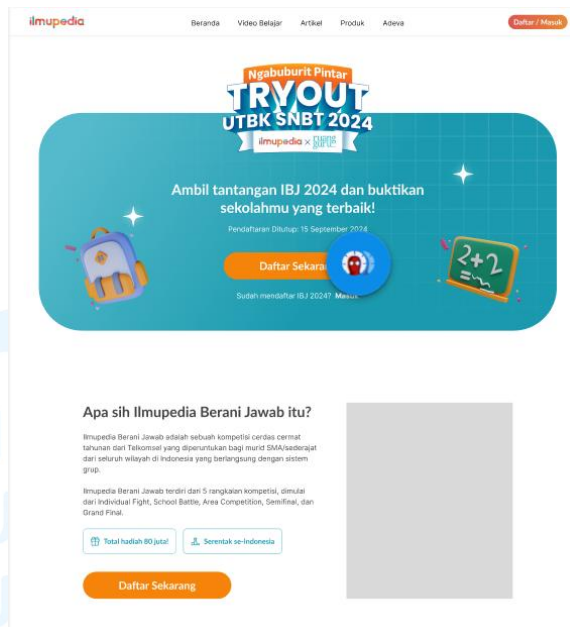 ilmupedia
Beranda Video Belajar Artikel Produk Adeva
Daftar / Masuk
Ngabuburit Pintar
TRYOUT
UTBK SNBT 2024
ilmupedia × ruang guru
Ambil tantangan IBJ 2024 dan buktikan
sekolahmu yang terbaik!
Pendaftaran Ditutup: 15 September 2024
Daftar Sekaran
Sudah mendaftar IBJ 2024? Masuk
2+2
=
Apa sih Ilmupedia Berani Jawab itu?
Ilmupedia Berani Jawab adalah sebuah kompetisi cerdas cermat
tahunan dari Telkomsel yang diperuntukan bagi murid SMA/sederajat
dari seluruh wilayah di Indonesia yang berlangsung dengan sistem
grup.
Ilmupedia Berani Jawab terdiri dari 5 rangkaian kompetisi, dimulai
dari Individual Fight, School Battle, Area Competition, Semifinal, dan
Grand Final.
Total hadiah 80 juta!
Serentak se-Indonesia
Daftar Sekarang